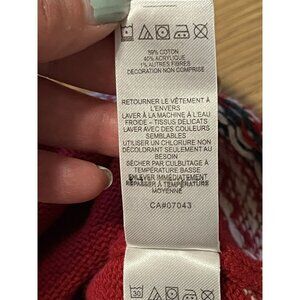 59% COTON
40% ACRYLIQUE
1% AUTRES FIBRES
DÉCORATION NON COMPRISE
RETOURNER LE VÊTEMENT À
L'ENVERS
LAVER À LA MACHINE À L'EAU
FROIDE - TISSUS DÉLICATS
LAVER AVEC DES COULEURS
SEMBLABLES
UTILISER UN CHLORURE NON
DÉCOLORANT SEULEMENT AU
BESOIN
SÉCHER PAR CULBUTAGE À
TEMPÉRATURE BASSE
ENLEVER IMMÉDIATEMENT
REPASSER À TEMPÉRATURE
MOYENNE
CA#07043
30